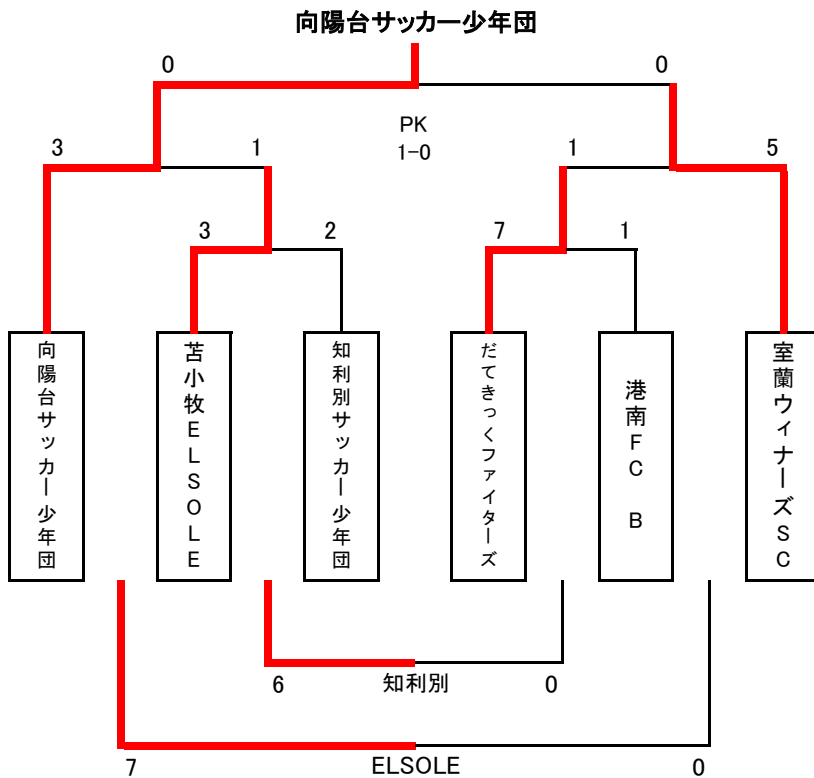 向陽台サッカー少年団
0
0
PK
1-0
3
1
1
5
3
2
7
1
向陽台サッカー少年団
苫小牧ELSOLE
知利別サッカー少年団
だてきっくファイターズ
港南FC B
室蘭ウィナーズSC
6
知利別
0
7
ELSOLE
0